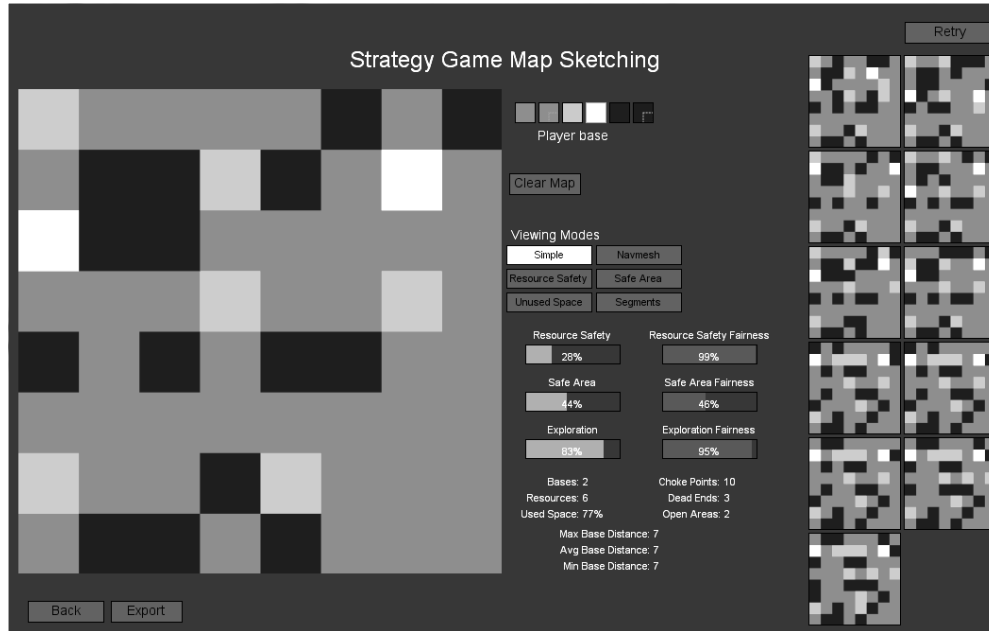 Retry
Strategy Game Map Sketching
Player base
Clear Map
Viewing Modes
Simple Navmesh
Resource Safety Safe Area
Unused Space Segments
Resource Safety Resource Safety Fairness
28% 99%
Safe Area Safe Area Fairness
44% 46%
Exploration Exploration Fairness
83% 95%
Bases: 2 Choke Points: 10
Resources: 6 Dead Ends: 3
Used Space: 77% Open Areas: 2
Max Base Distance: 7
Avg Base Distance: 7
Min Base Distance: 7
Back Export